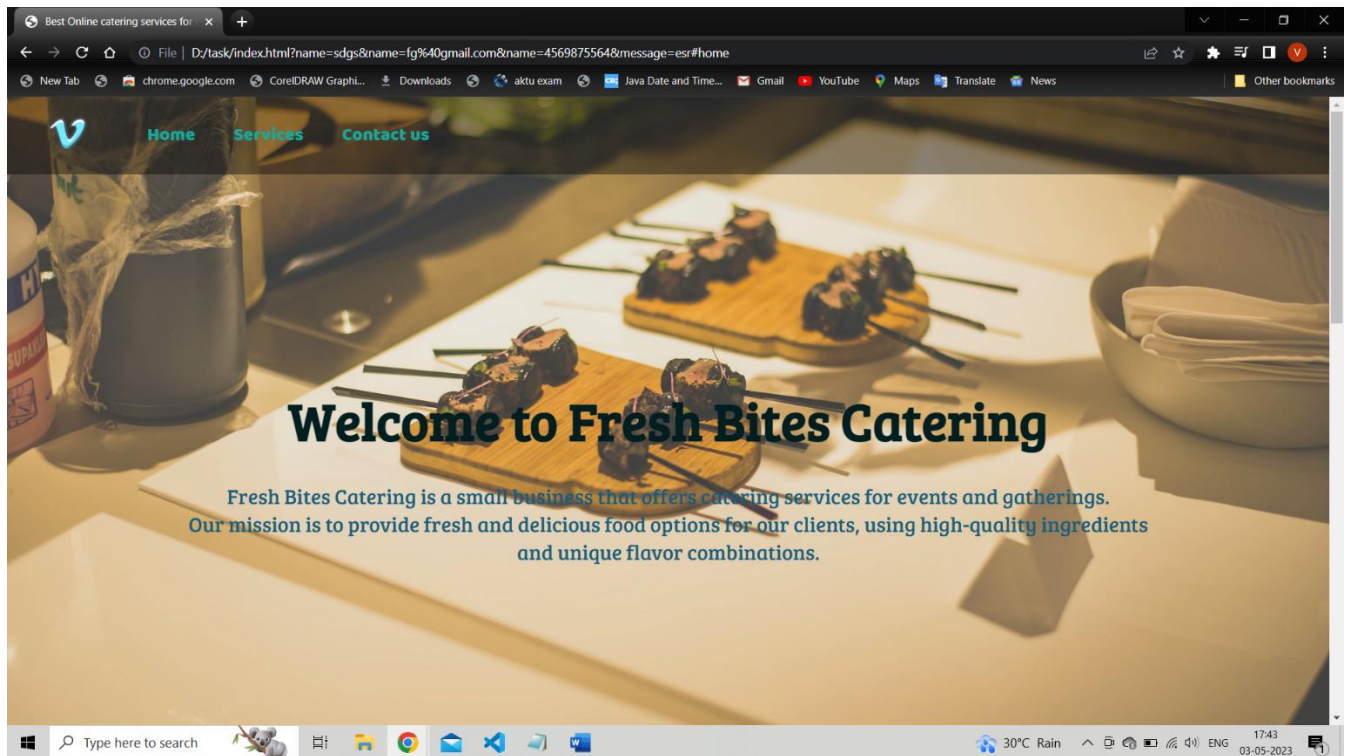 Best Online catering services for
File | D:/task/index.html?name=sdgs&name=fg%40gmail.com&name=4569875564&message=esr#home
V
New Tab chrome.google.com CorelDRAW Graphi... Downloads aktu exam Java Date and Time... Gmail YouTube Maps Translate News Other bookmarks
V Home Services Contact us
Welcome to Fresh Bites Catering
Fresh Bites Catering is a small business that offers catering services for events and gatherings.
Our mission is to provide fresh and delicious food options for our clients, using high-quality ingredients
and unique flavor combinations.
Type here to search
30°C Rain
ENG
17:43
03-05-2023
1